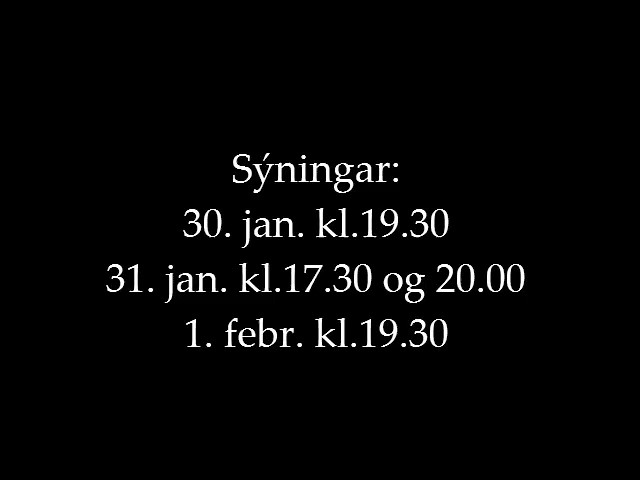 Sýningar:
30. jan. kl.19.30
31. jan. kl.17.30 og 20.00
1. febr. kl.19.30